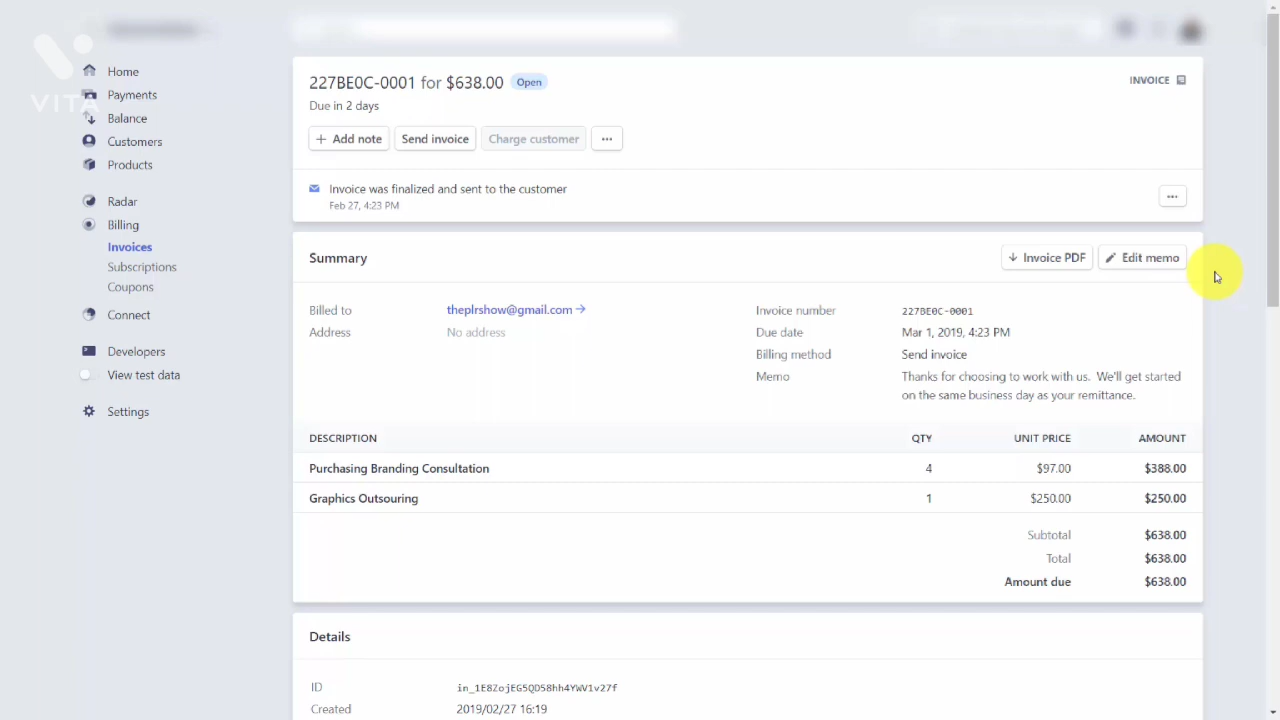 VITA
Home
Payments
Balance
Customers
Products
Radar
Billing
Invoices
Subscriptions
Coupons
Connect
Developers
View test data
Settings
227BE0C-0001 for $638.00 Open
INVOICE
Due in 2 days
+ Add note Send invoice Charge customer ...
Invoice was finalized and sent to the customer
Feb 27, 4:23 PM
...
Summary
Invoice PDF Edit memo
Billed to theplrshow@gmail.com
Address No address
Invoice number 227BE0C-0001
Due date Mar 1, 2019, 4:23 PM
Billing method Send invoice
Memo Thanks for choosing to work with us. We'll get started
on the same business day as your remittance.
DESCRIPTION QTY UNIT PRICE AMOUNT
Purchasing Branding Consultation 4 $97.00 $388.00
Graphics Outsouring 1 $250.00 $250.00
Subtotal $638.00
Total $638.00
Amount due $638.00
Details
ID in_1E8ZojEG5QD58hh4YWV1v27f
Created 2019/02/27 16:19